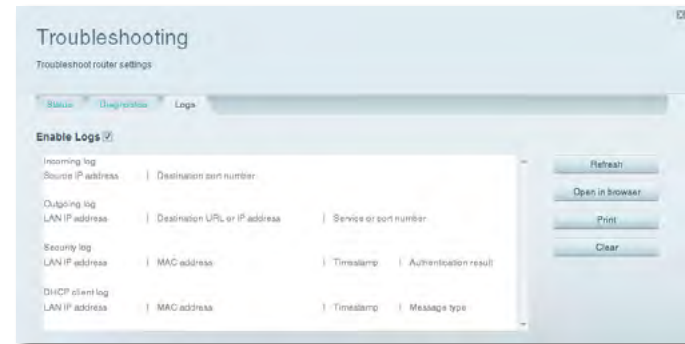 Troubleshooting
Troubleshoot router settings
Status Diagnostics Logs
Enable Logs
Incoming log
Source IP address | Destination port number
Outgoing log
LAN IP address | Destination URL or IP address | Service or port number
Security log
LAN IP address | MAC address | Timestamp | Authentication result
DHCP client log
LAN IP address | MAC address | Timestamp | Message type
Refresh
Open in browser
Print
Clear